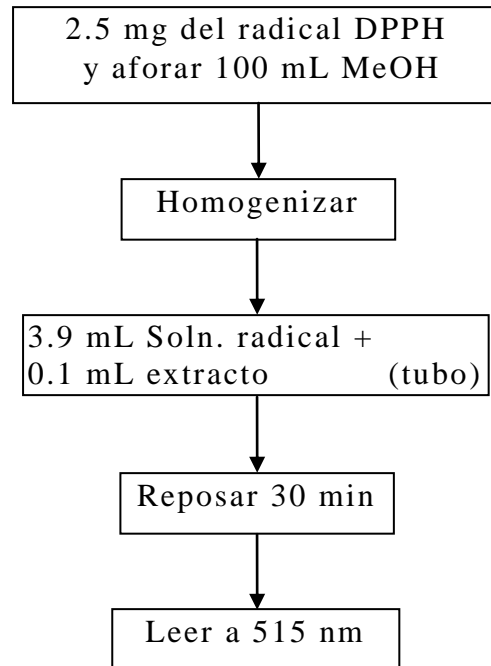 2.5 mg del radical DPPH
y aforar 100 mL MeOH
Homogenizar
3.9 mL Soln. radical +
0.1 mL extracto (tubo)
Reposar 30 min
Leer a 515 nm